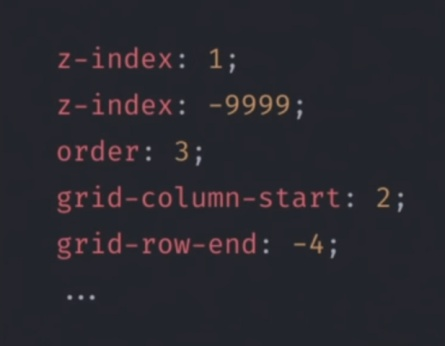 z-index: 1;
z-index: -9999;
order: 3;
grid-column-start: 2;
grid-row-end: -4;
...